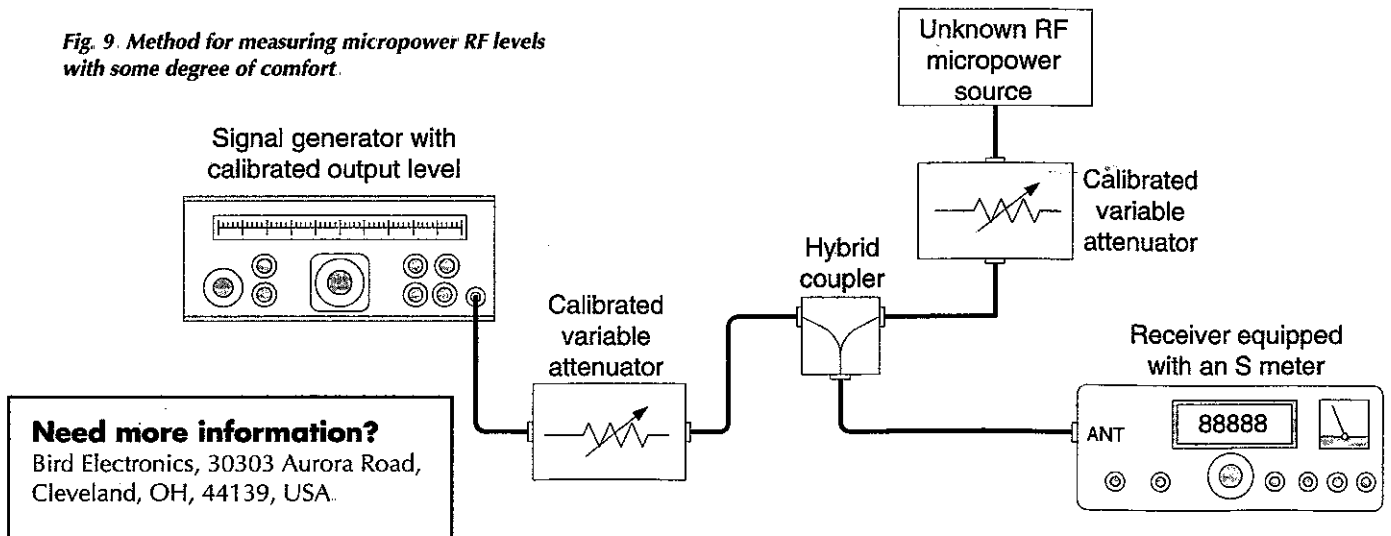 Fig. 9. Method for measuring micropower RF levels
with some degree of comfort.
Unknown RF
micropower
source
Signal generator with
calibrated output level
Calibrated
variable
attenuator
Hybrid
coupler
Calibrated
variable
attenuator
Receiver equipped
with an S meter
ANT
88888
Need more information?
Bird Electronics, 30303 Aurora Road,
Cleveland, OH, 44139, USA.